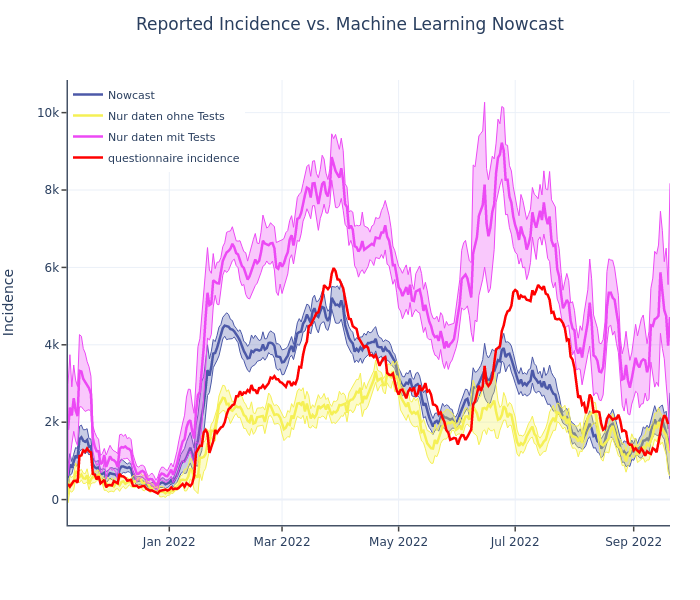 Reported Incidence vs. Machine Learning Nowcast
Nowcast
Nur daten ohne Tests
Nur daten mit Tests
questionnaire incidence
10k
8k
6k
4k
2k
0
Incidence
Jan 2022
Mar 2022
May 2022
Jul 2022
Sep 2022